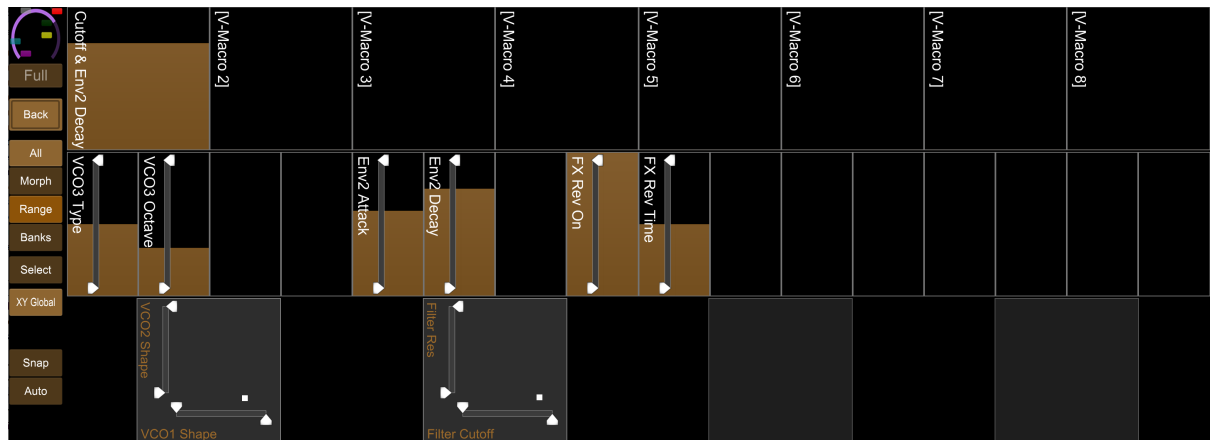 Full
Back
All
Morph
Range
Banks
Select
XY Global
Snap
Auto
Cutoff & Env2 Decay
[V-Macro 2]
[V-Macro 3]
[V-Macro 4]
[V-Macro 5]
[V-Macro 6]
[V-Macro 7]
[V-Macro 8]
VCO3 Type
VCO3 Octave
Env2 Attack
Env2 Decay
FX Rev On
FX Rev Time
VCO2 Shape
VCO1 Shape
Filter Res
Filter Cutoff